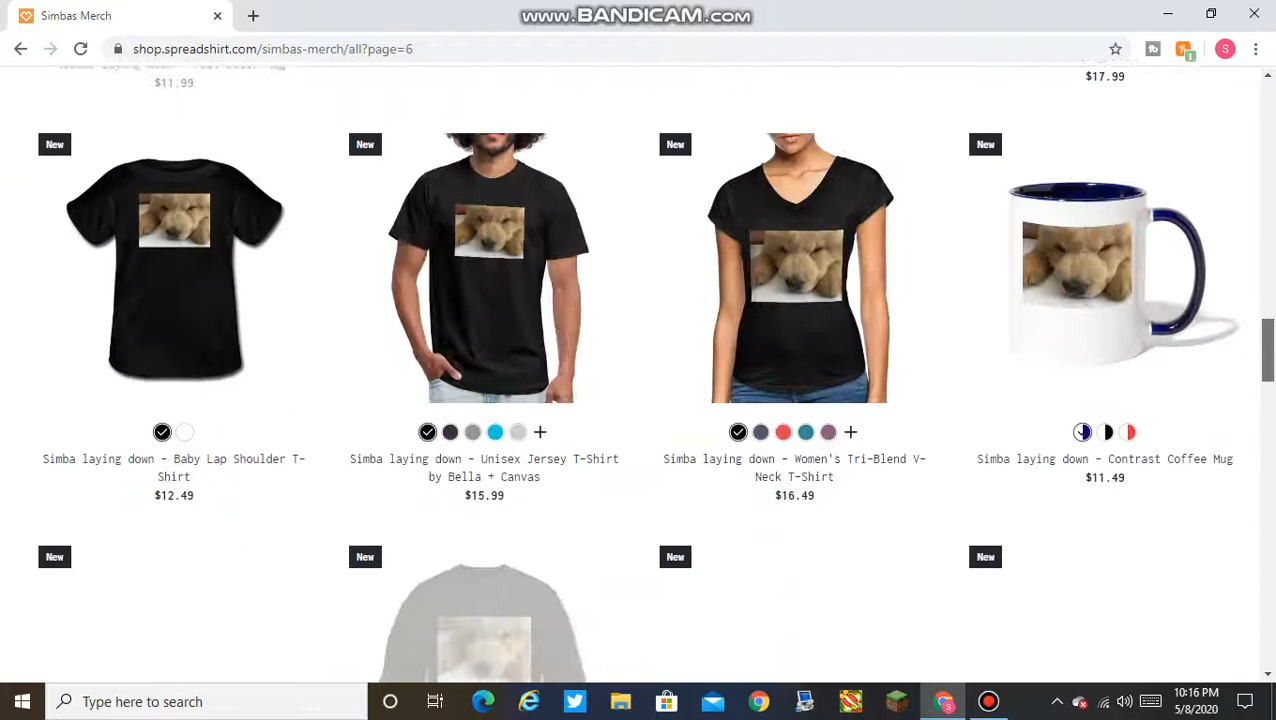 Simbas Merch
www.BANDICAM.com
shop.spreadshirt.com/simbas-merch/all?page=6
S
1
$11.99
$17.99
New
New
New
New
Simba laying down - Baby Lap Shoulder T-
Shirt
$12.49
Simba laying down - Unisex Jersey T-Shirt
by Bella + Canvas
$15.99
Simba laying down - Women's Tri-Blend V-
Neck T-Shirt
$16.49
Simba laying down - Contrast Coffee Mug
$11.49
New
New
New
New
Type here to search
S
10:16 PM
5/8/2020